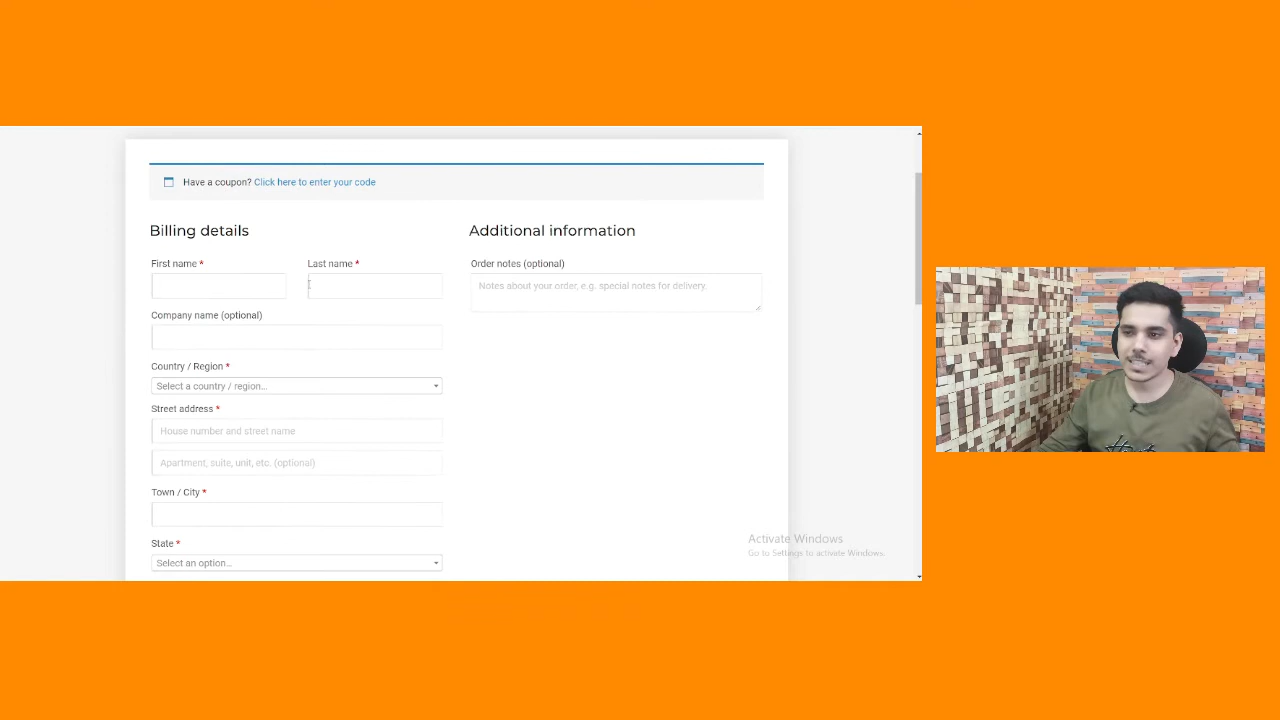 Have a coupon? Click here to enter your code
Billing details
First name *
Last name *
Company name (optional)
Country / Region *
Select a country / region...
Street address *
House number and street name
Apartment, suite, unit, etc. (optional)
Town / City *
State *
Select an option...
Additional information
Order notes (optional)
Notes about your order, e.g. special notes for delivery.
Activate Windows
Go to Settings to activate Windows.